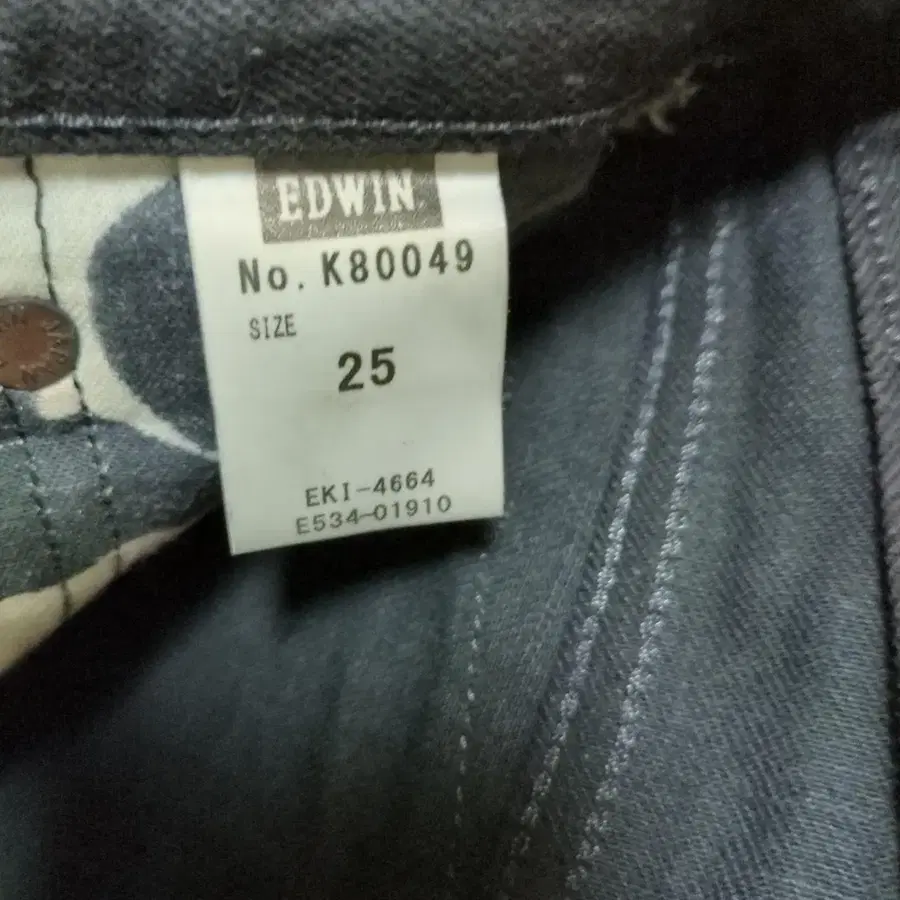 EDWIN
No. K80049
SIZE
25
EKI-4664
E534-01910